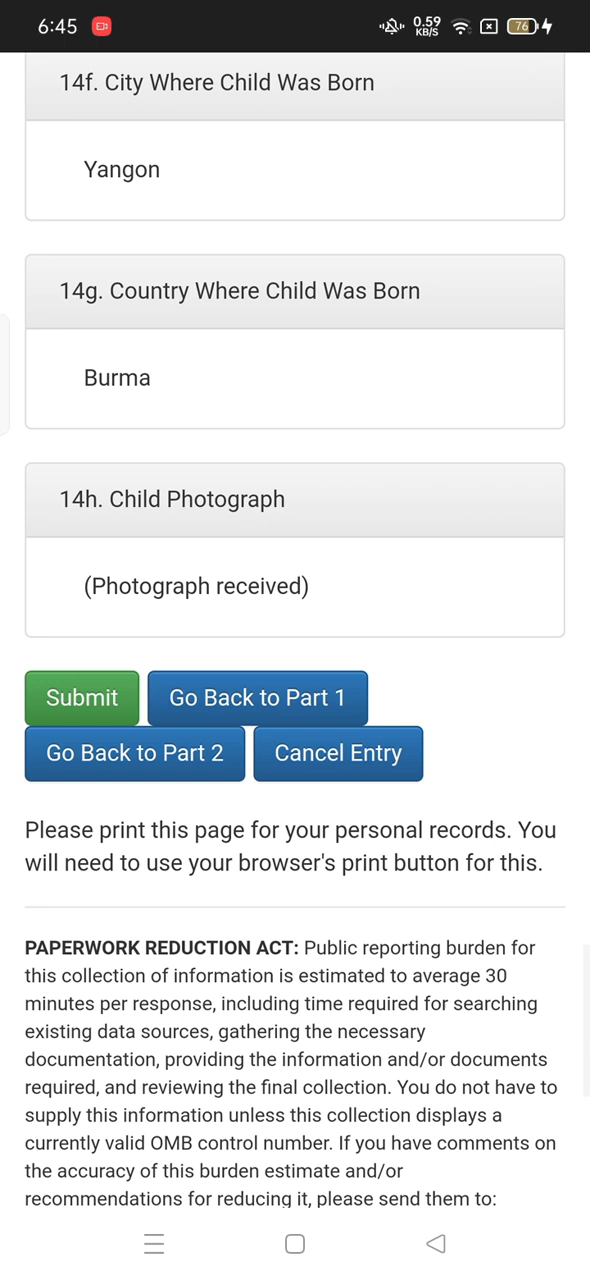 6:45
0.59
KB/S
76
14f. City Where Child Was Born
Yangon
14g. Country Where Child Was Born
Burma
14h. Child Photograph
(Photograph received)
Submit
Go Back to Part 1
Go Back to Part 2
Cancel Entry
Please print this page for your personal records. You
will need to use your browser's print button for this.
PAPERWORK REDUCTION ACT: Public reporting burden for
this collection of information is estimated to average 30
minutes per response, including time required for searching
existing data sources, gathering the necessary
documentation, providing the information and/or documents
required, and reviewing the final collection. You do not have to
supply this information unless this collection displays a
currently valid OMB control number. If you have comments on
the accuracy of this burden estimate and/or
recommendations for reducing it, please send them to: